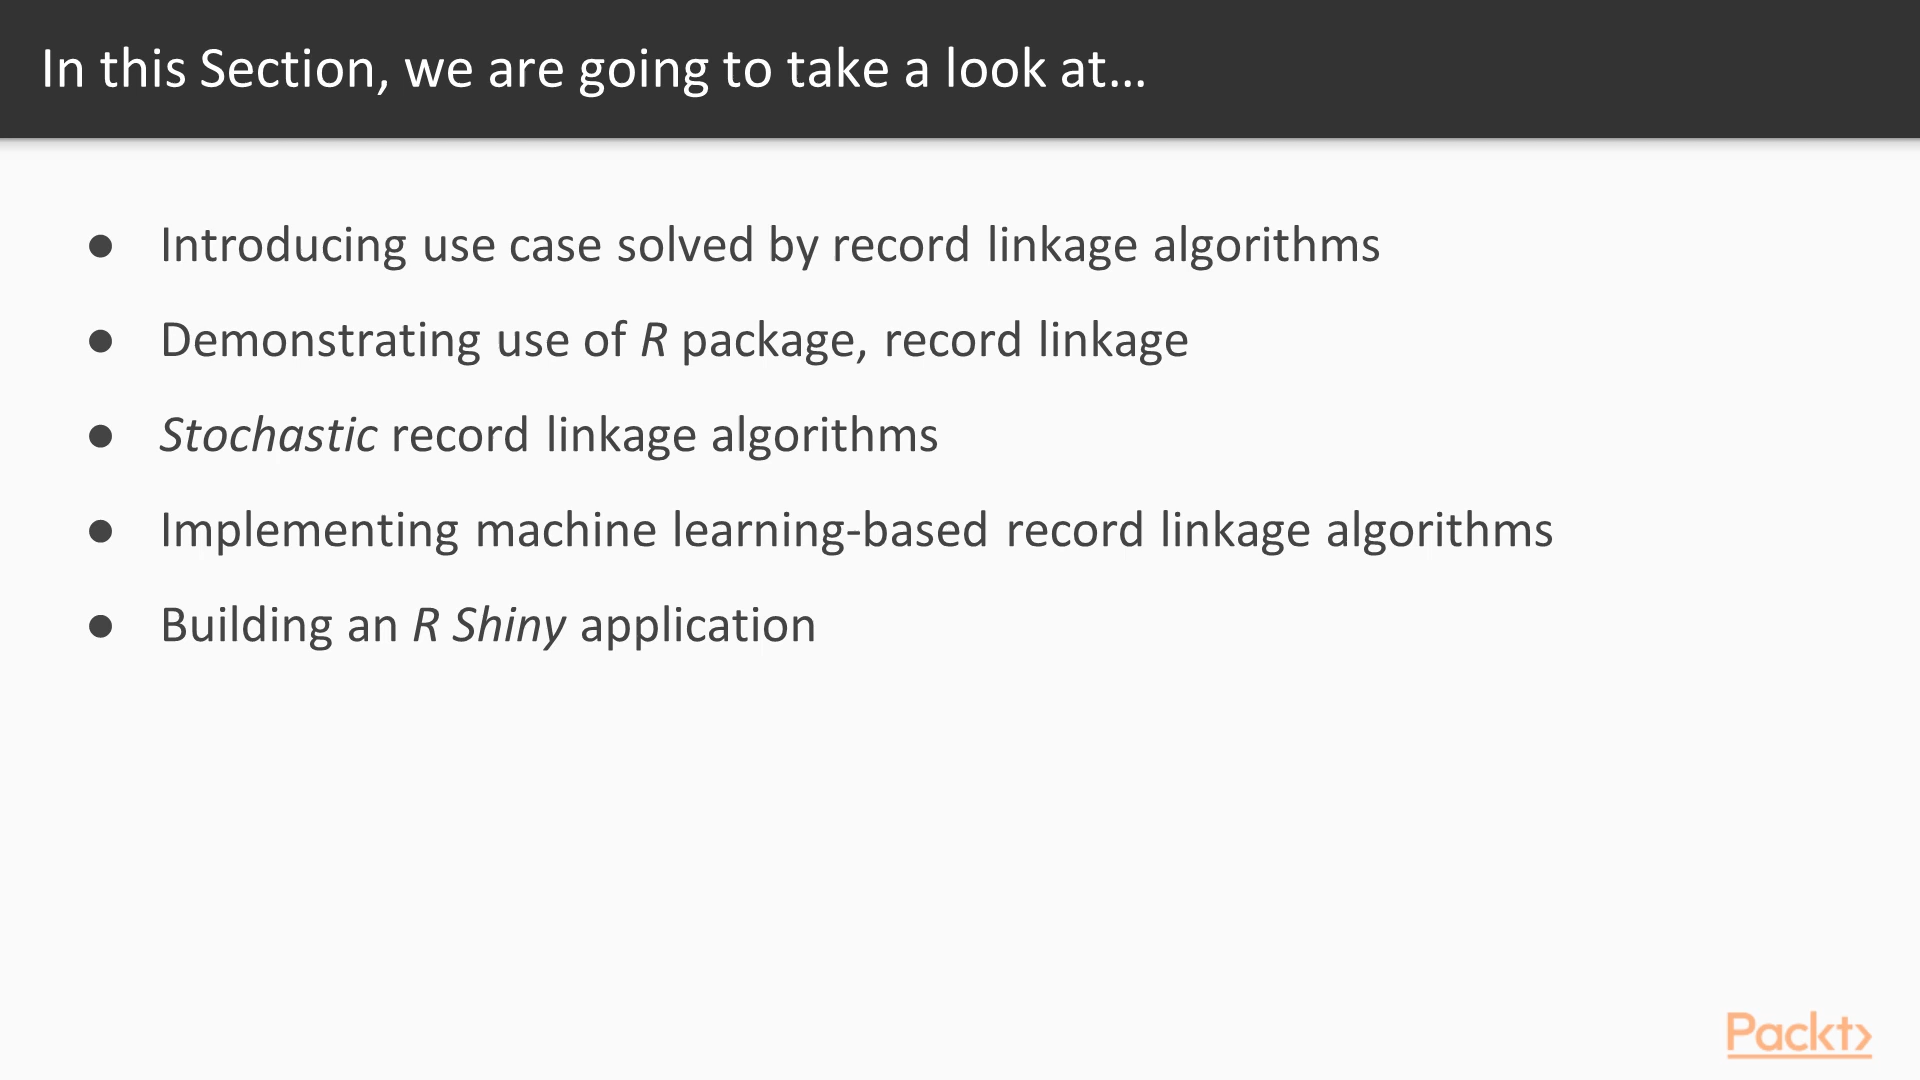 In this Section, we are going to take a look at...
● Introducing use case solved by record linkage algorithms
● Demonstrating use of R package, record linkage
● Stochastic record linkage algorithms
● Implementing machine learning-based record linkage algorithms
● Building an R Shiny application
Packt>